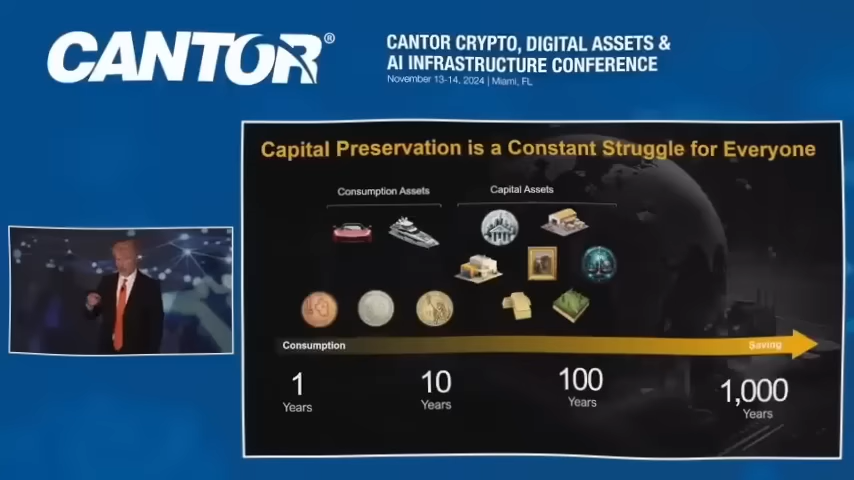 CANTOR®
CANTOR CRYPTO, DIGITAL ASSETS &
AI INFRASTRUCTURE CONFERENCE
November 13-14, 2024 | Miami, FL
Capital Preservation is a Constant Struggle for Everyone
Consumption Assets
Capital Assets
Consumption
Saving
1
Years
10
Years
100
Years
1,000
Years